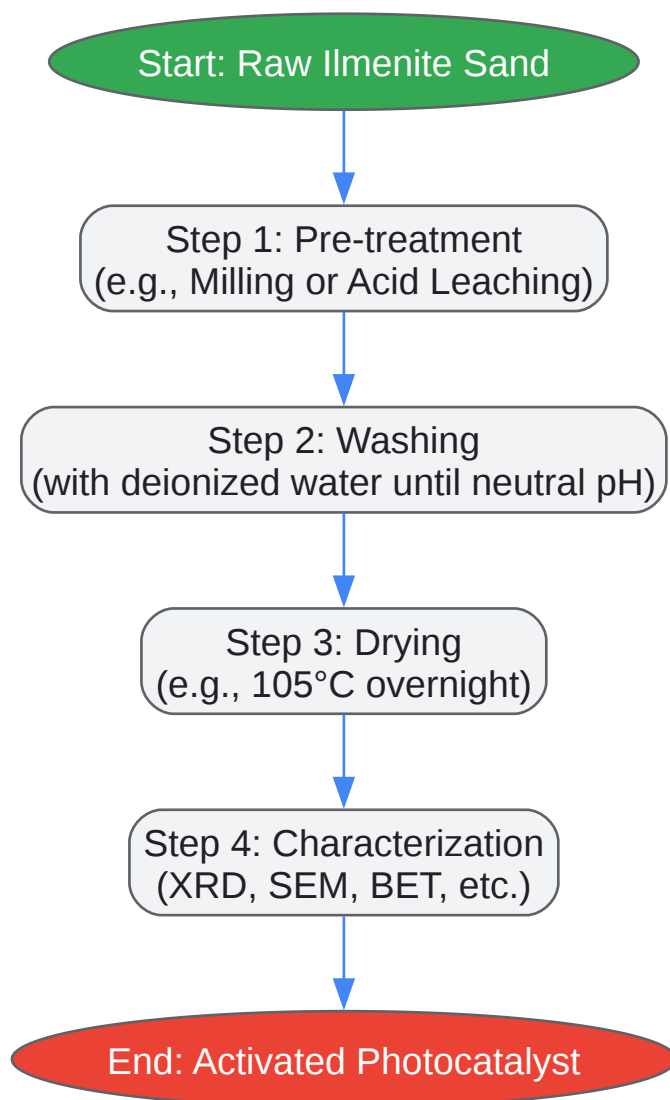 Start: Raw Ilmenite Sand
Step 1: Pre-treatment
(e.g., Milling or Acid Leaching)
Step 2: Washing
(with deionized water until neutral pH)
Step 3: Drying
(e.g., 105°C overnight)
Step 4: Characterization
(XRD, SEM, BET, etc.)
End: Activated Photocatalyst